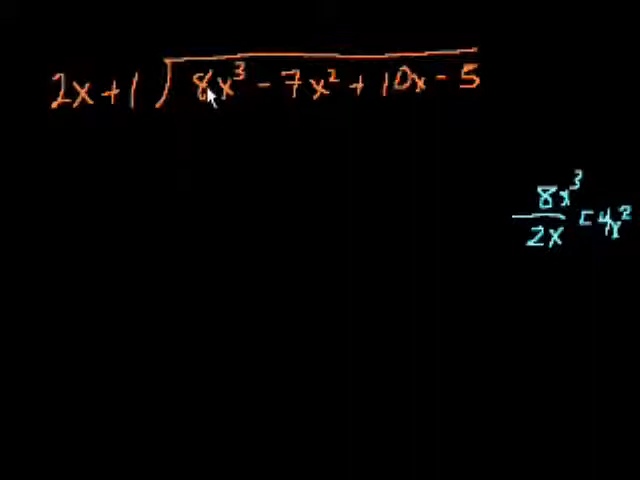 2x+1 8x³ - 7x² + 10x - 5
8x³/2x = 4x²